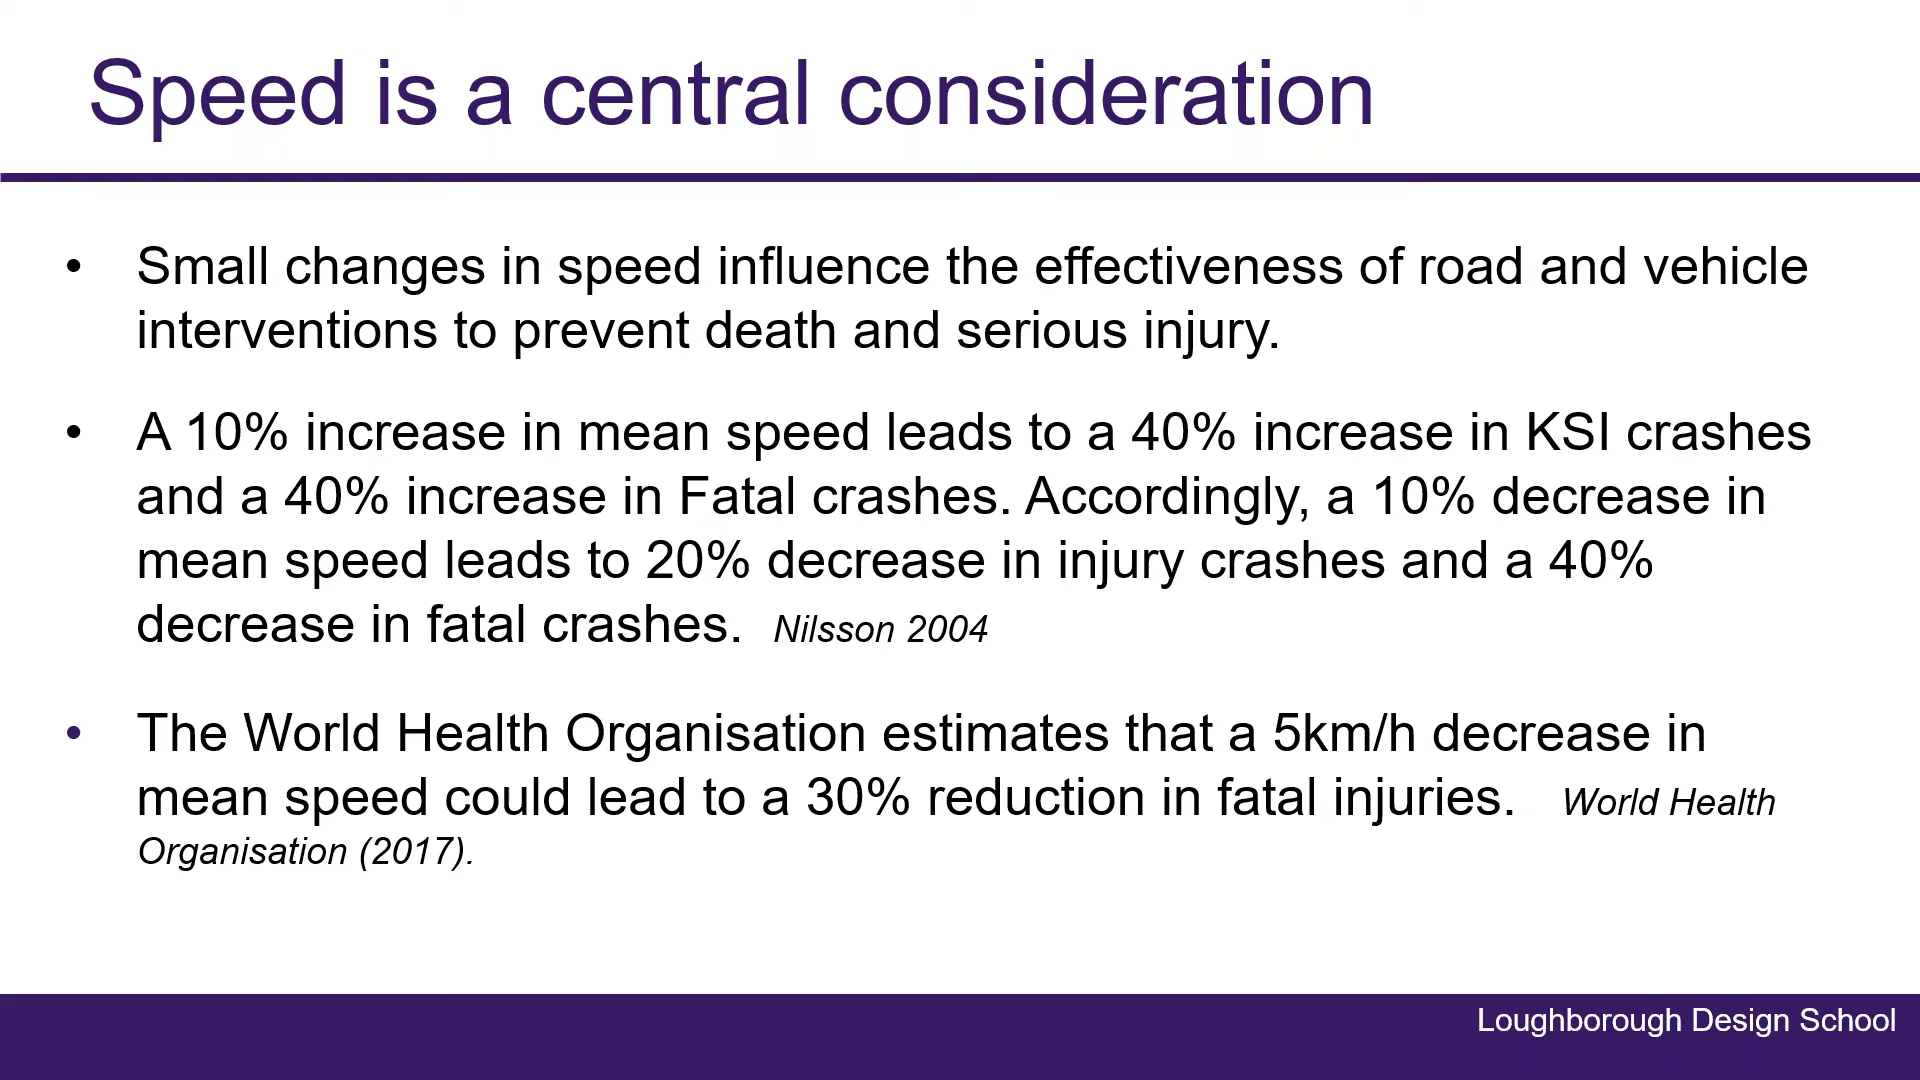 Speed is a central consideration
• Small changes in speed influence the effectiveness of road and vehicle
interventions to prevent death and serious injury.
• A 10% increase in mean speed leads to a 40% increase in KSI crashes
and a 40% increase in Fatal crashes. Accordingly, a 10% decrease in
mean speed leads to 20% decrease in injury crashes and a 40%
decrease in fatal crashes. Nilsson 2004
• The World Health Organisation estimates that a 5km/h decrease in
mean speed could lead to a 30% reduction in fatal injuries. World Health
Organisation (2017).
Loughborough Design School